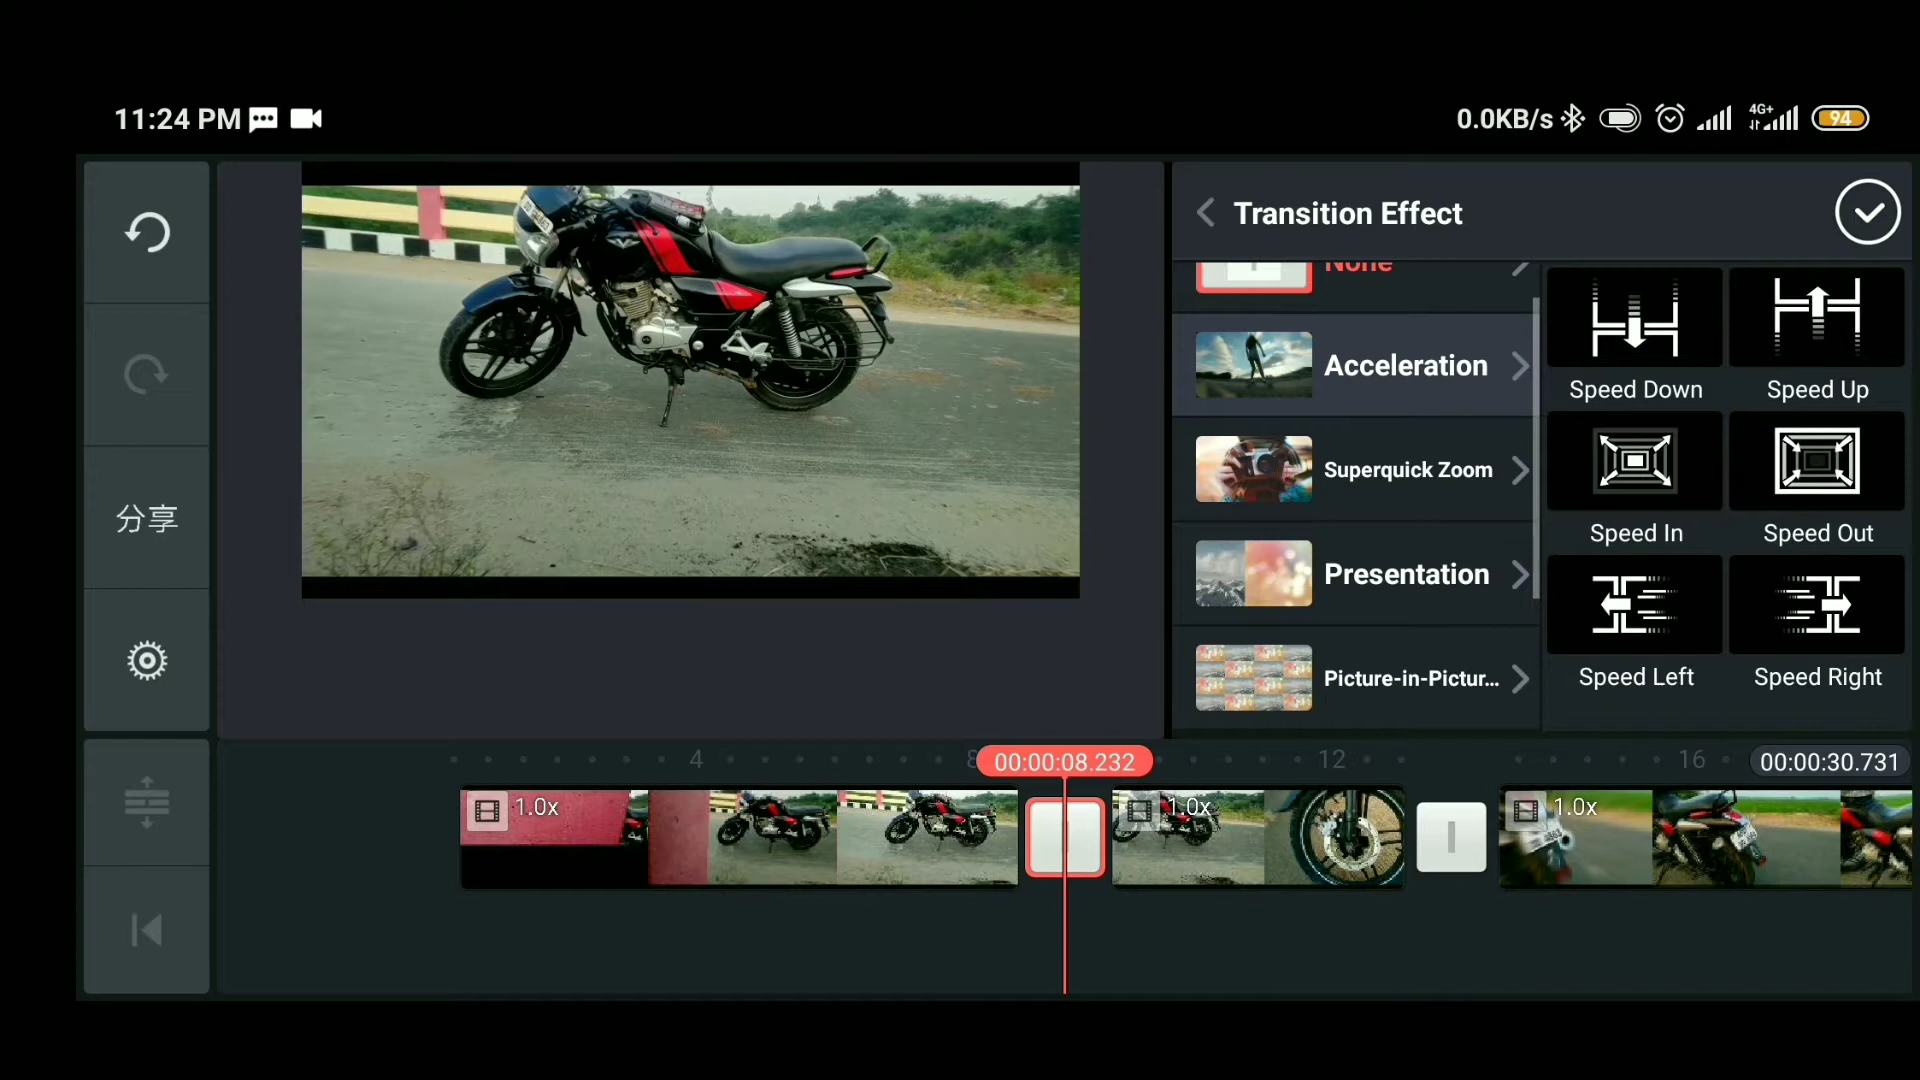 11:24 PM
0.0KB/s 4G+ 94
Transition Effect
None
Acceleration
Superquick Zoom
Presentation
Picture-in-Pictur...
Speed Down
Speed Up
Speed In
Speed Out
Speed Left
Speed Right
分享
4
8
00:00:08.232
12
16
00:00:30.731
1.0x
1.0x
1.0x